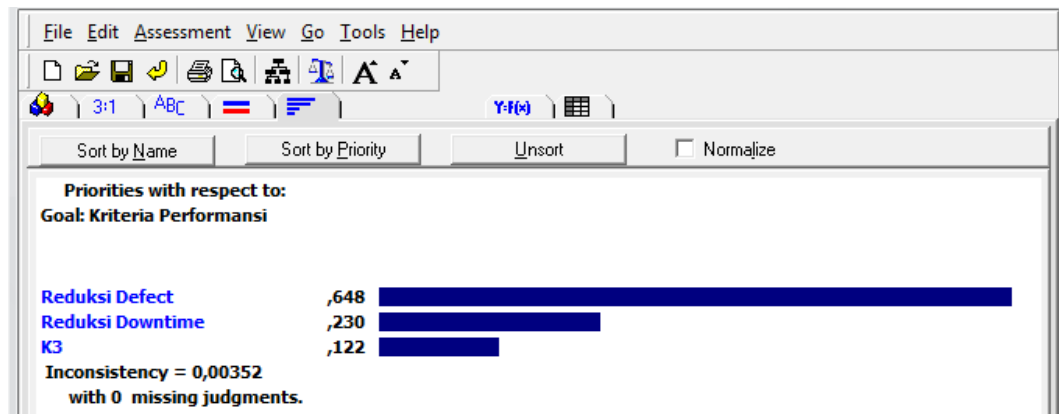 File Edit Assessment View Go Tools Help
A A
3:1 ABC Y=F(x)
Sort by Name Sort by Priority Unsort Normalize
Priorities with respect to:
Goal: Kriteria Performansi
Reduksi Defect ,648
Reduksi Downtime ,230
K3 ,122
Inconsistency = 0,00352
with 0 missing judgments.